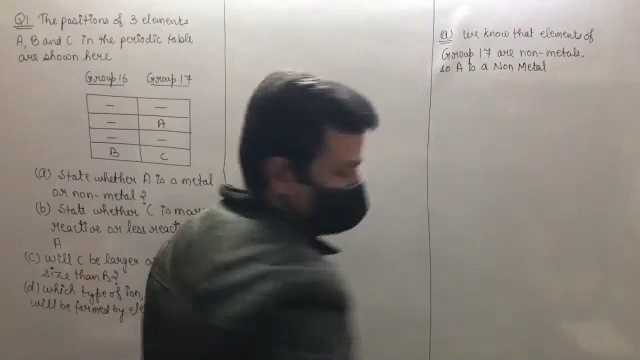 Q1. The positions of 3 elements
A, B and C in the periodic table
are shown here
Group 16 Group 17
— —
— A
— —
B C
(a) State whether A is a metal
or non-metal?
(b) State whether C is more
reactive or less
A
(c) will C be larger
size than B?
(d) which type of ion,
will be formed by
(a) we know that elements of
Group 17 are non-metals.
so A is a Non Metal